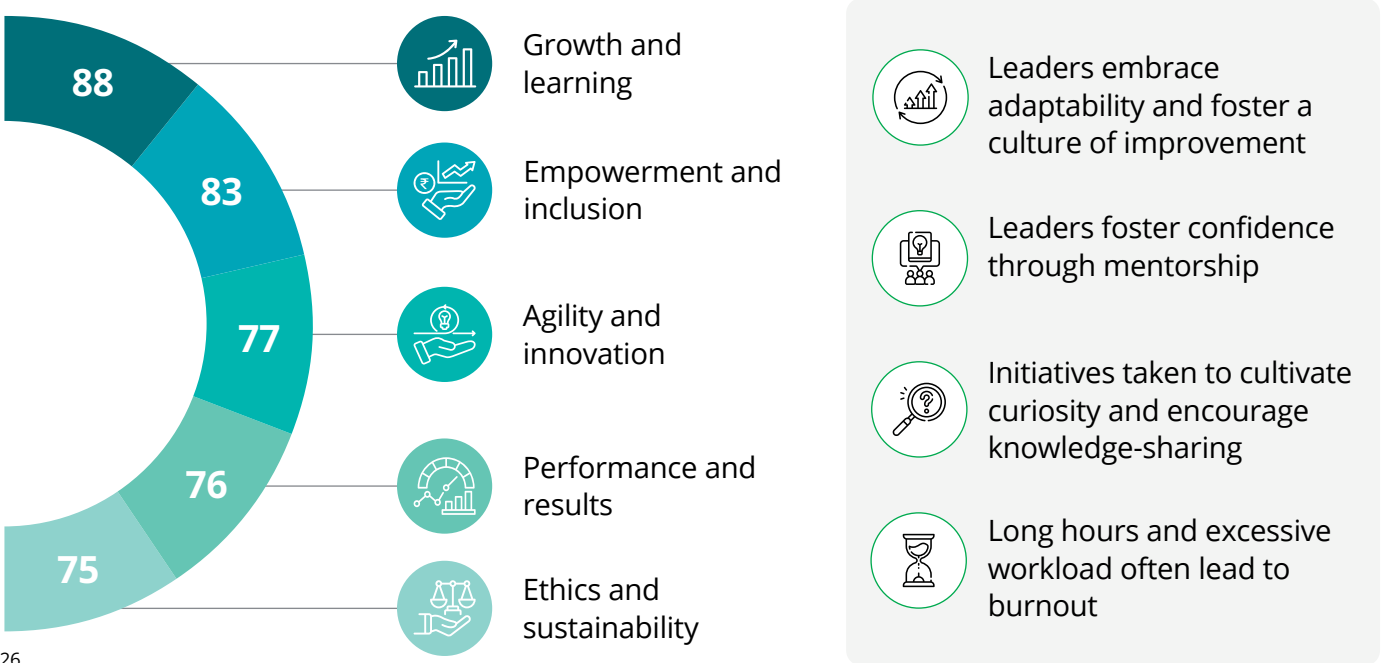 88
Growth and
learning
83
Empowerment and
inclusion
₹
77
Agility and
innovation
76
Performance and
results
75
Ethics and
sustainability
26
Leaders embrace
adaptability and foster a
culture of improvement
Leaders foster confidence
through mentorship
?
Initiatives taken to cultivate
curiosity and encourage
knowledge-sharing
Long hours and excessive
workload often lead to
burnout